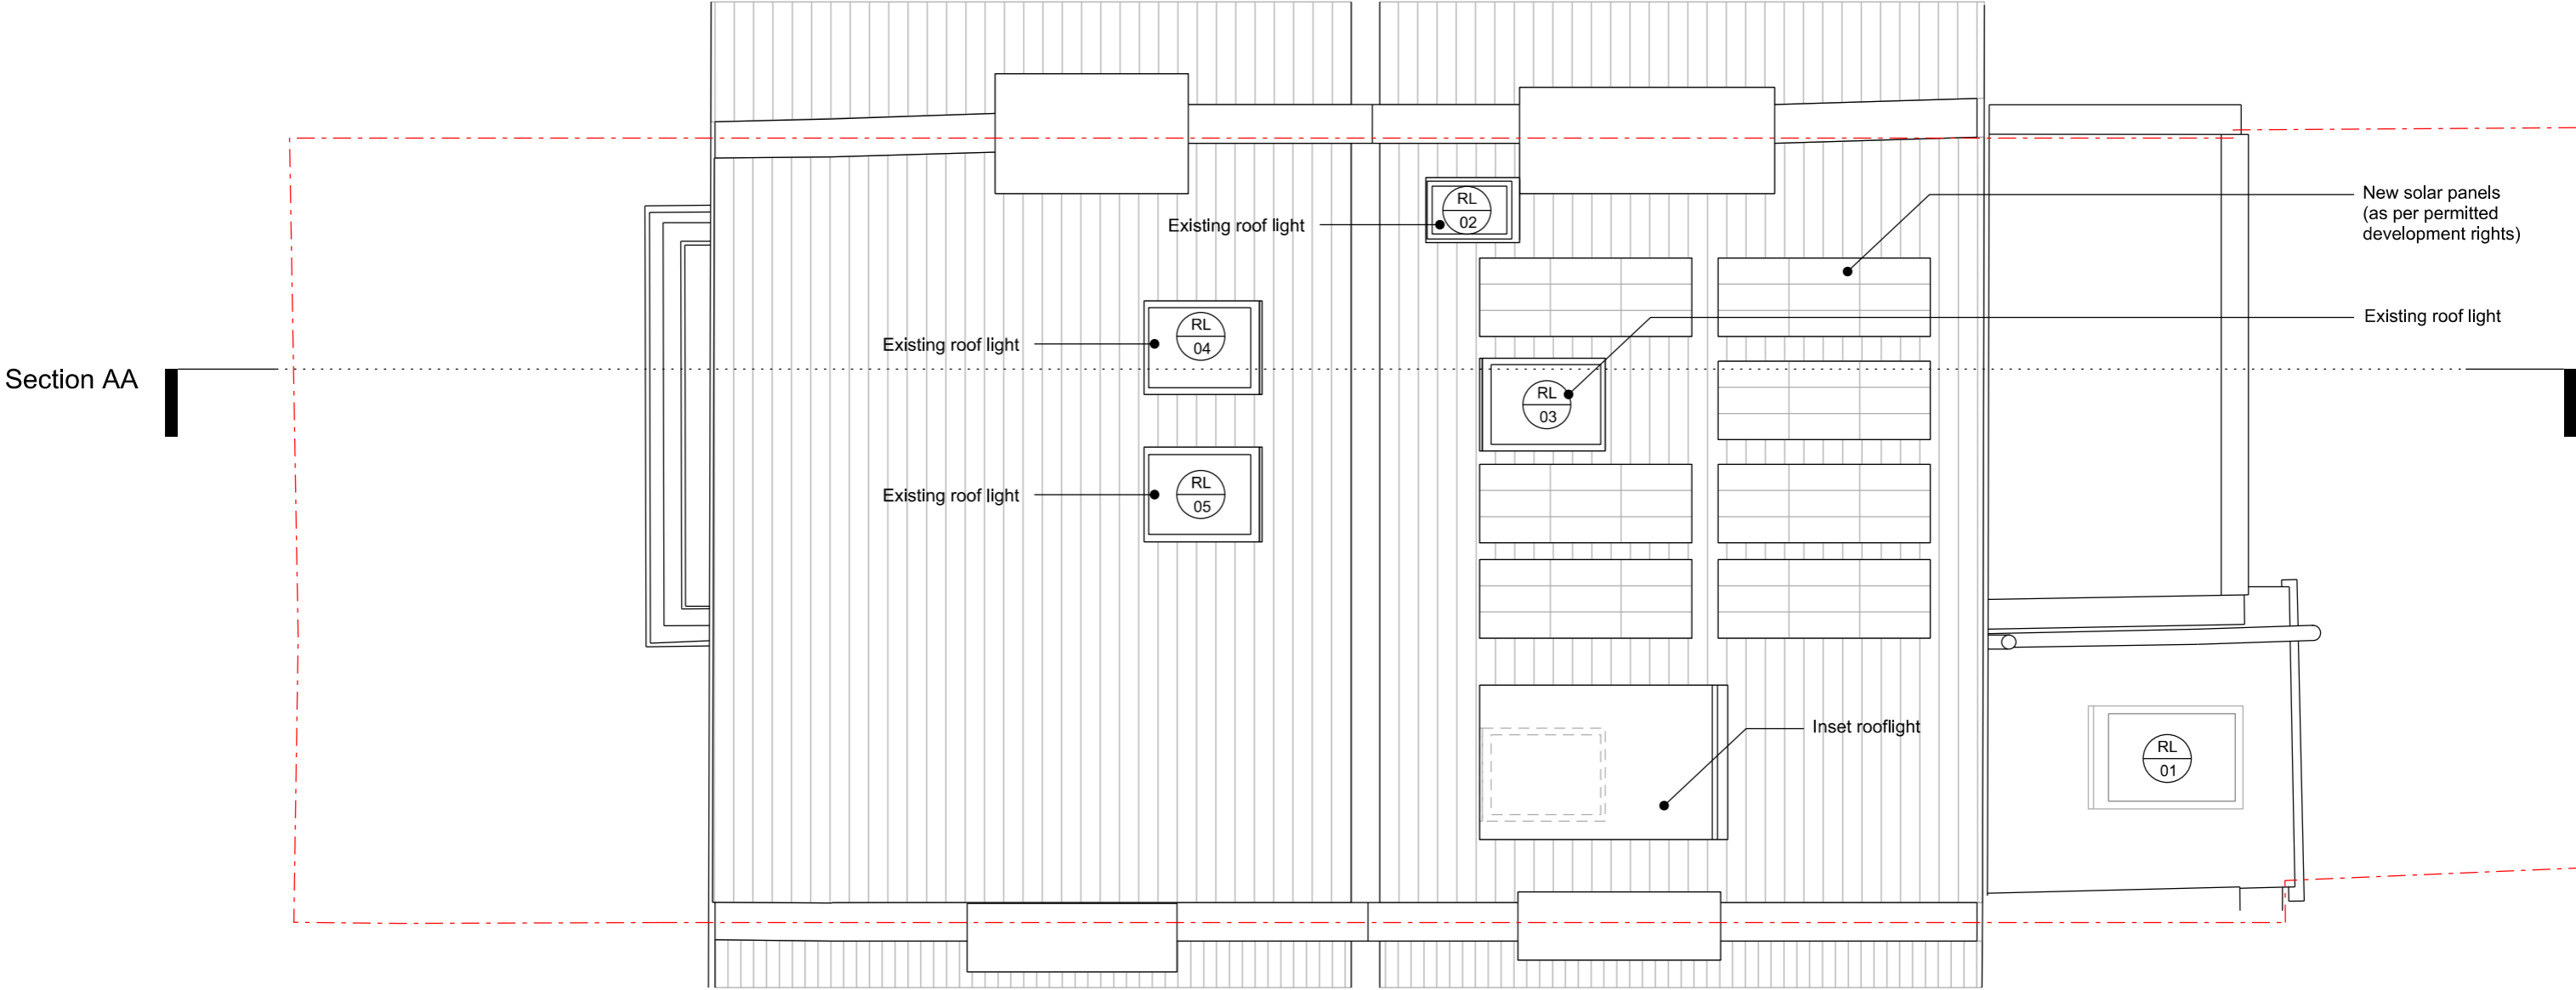 RL
02
Existing roof light
New solar panels
(as per permitted
development rights)
Existing roof light
RL
04
Existing roof light
Section AA
RL
03
RL
05
Existing roof light
Inset rooflight
RL
01